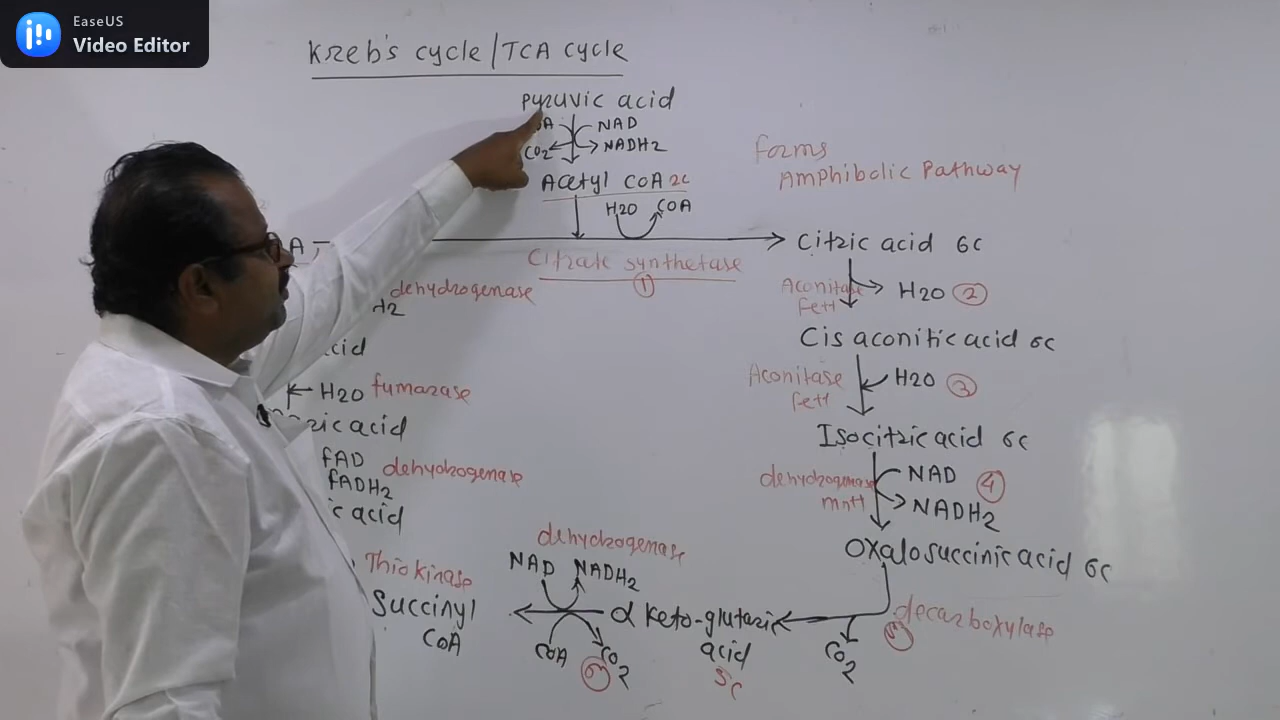 EaseUS
Video Editor
Kreb's cycle/TCA cycle
Pyruvic acid
NAD
CO2 NADH2
Acetyl COA 2C
H2O COA
forms
Amphibolic Pathway
Citric acid 6C
Citrate synthetase
1
Aconitase
fe++
H2O 2
Cis aconitic acid 6C
Aconitase
fe++
H2O 3
Isocitric acid 6C
dehydrogenase
mn++
NAD 4
NADH2
Oxalosuccinic acid 6C
decarboxylase
CO2
α Keto-glutaric
acid
5C
dehydrogenase
NAD NADH2
COA CO2
Succinyl
COA
Thiokinase
dehydrogenase
H2O fumarase
acid
FAD dehydrogenase
FADH2
acid